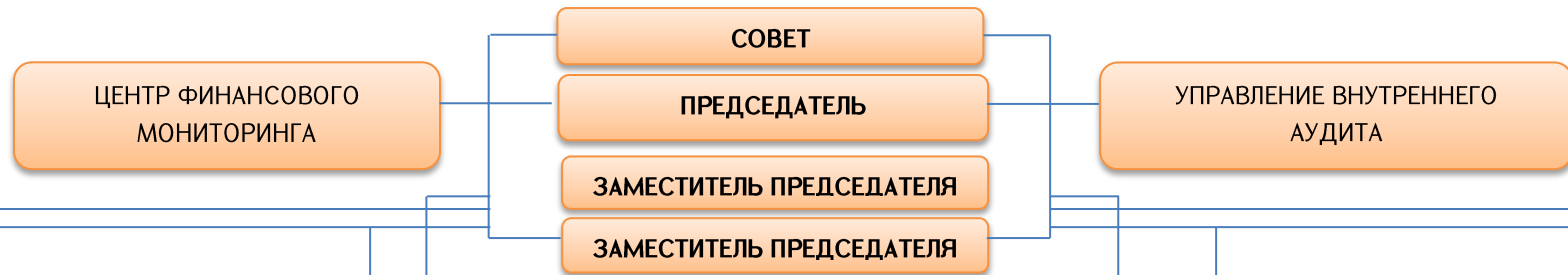 СОВЕТ
ЦЕНТР ФИНАНСОВОГО
МОНИТОРИНГА
ПРЕДСЕДАТЕЛЬ
УПРАВЛЕНИЕ ВНУТРЕННЕГО
АУДИТА
ЗАМЕСТИТЕЛЬ ПРЕДСЕДАТЕЛЯ
ЗАМЕСТИТЕЛЬ ПРЕДСЕДАТЕЛЯ